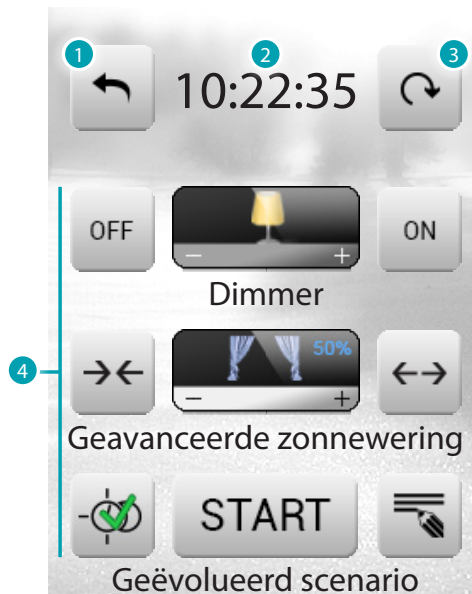 1 2 3
10:22:35
OFF ON
− +
Dimmer
50%
4
− +
Geavanceerde zonnewering
START
Geëvolueerd scenario